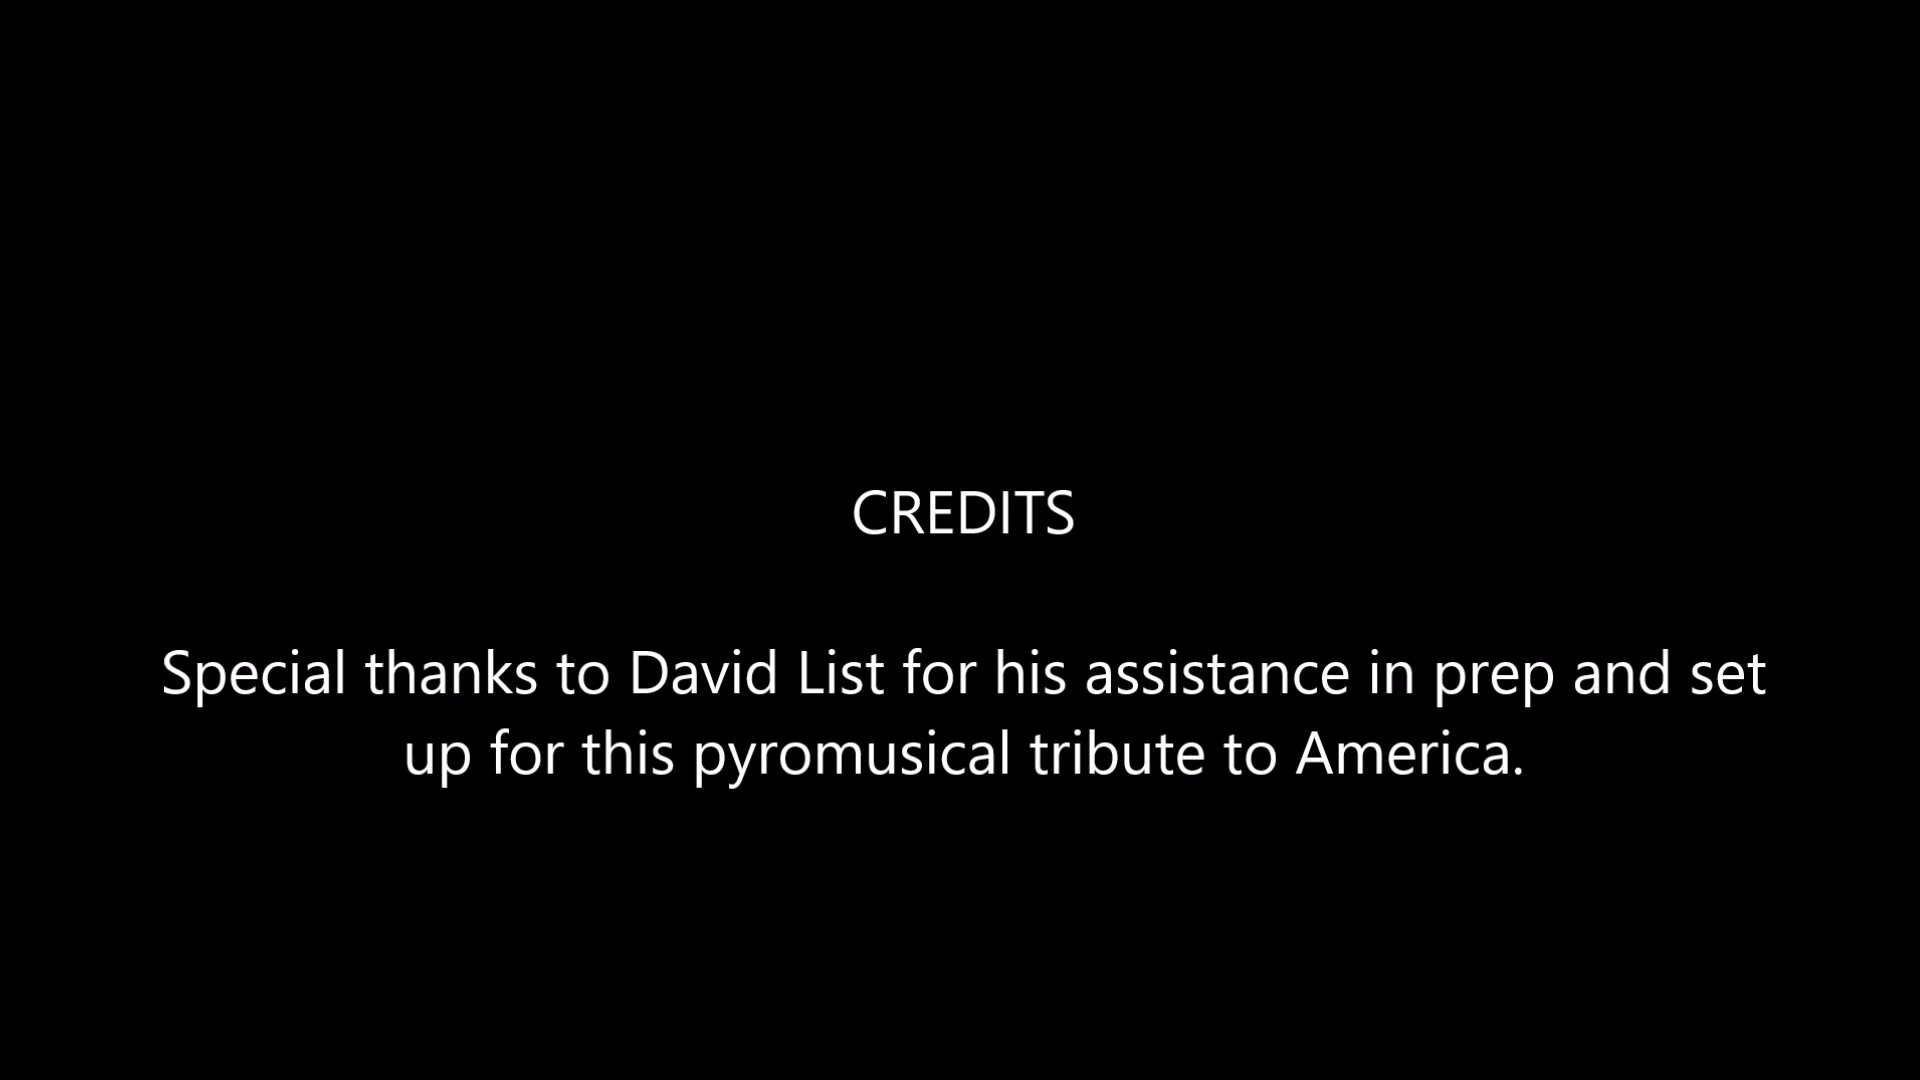 CREDITS
Special thanks to David List for his assistance in prep and set
up for this pyromusical tribute to America.